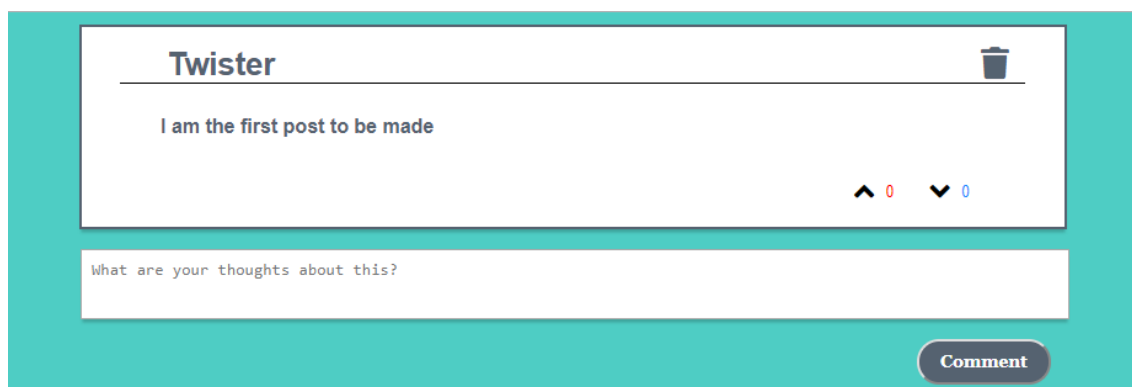 Twister
I am the first post to be made
0 0
What are your thoughts about this?
Comment